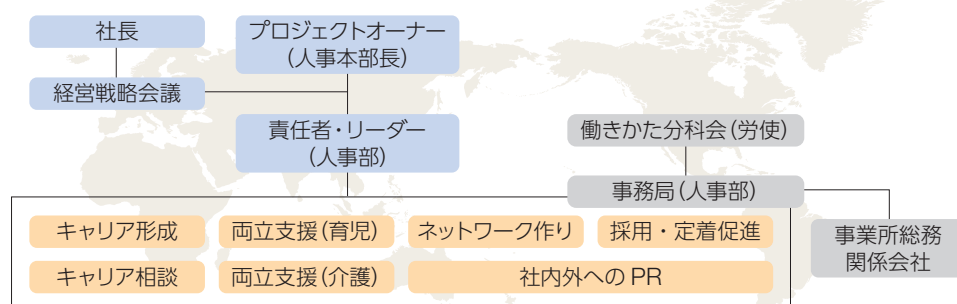 社長
プロジェクトオーナー
(人事本部長)
経営戦略会議
責任者・リーダー
(人事部)
働きかた分科会(労使)
事務局(人事部)
キャリア形成
両立支援(育児)
ネットワーク作り
採用・定着促進
キャリア相談
両立支援(介護)
社内外への PR
事業所総務
関係会社